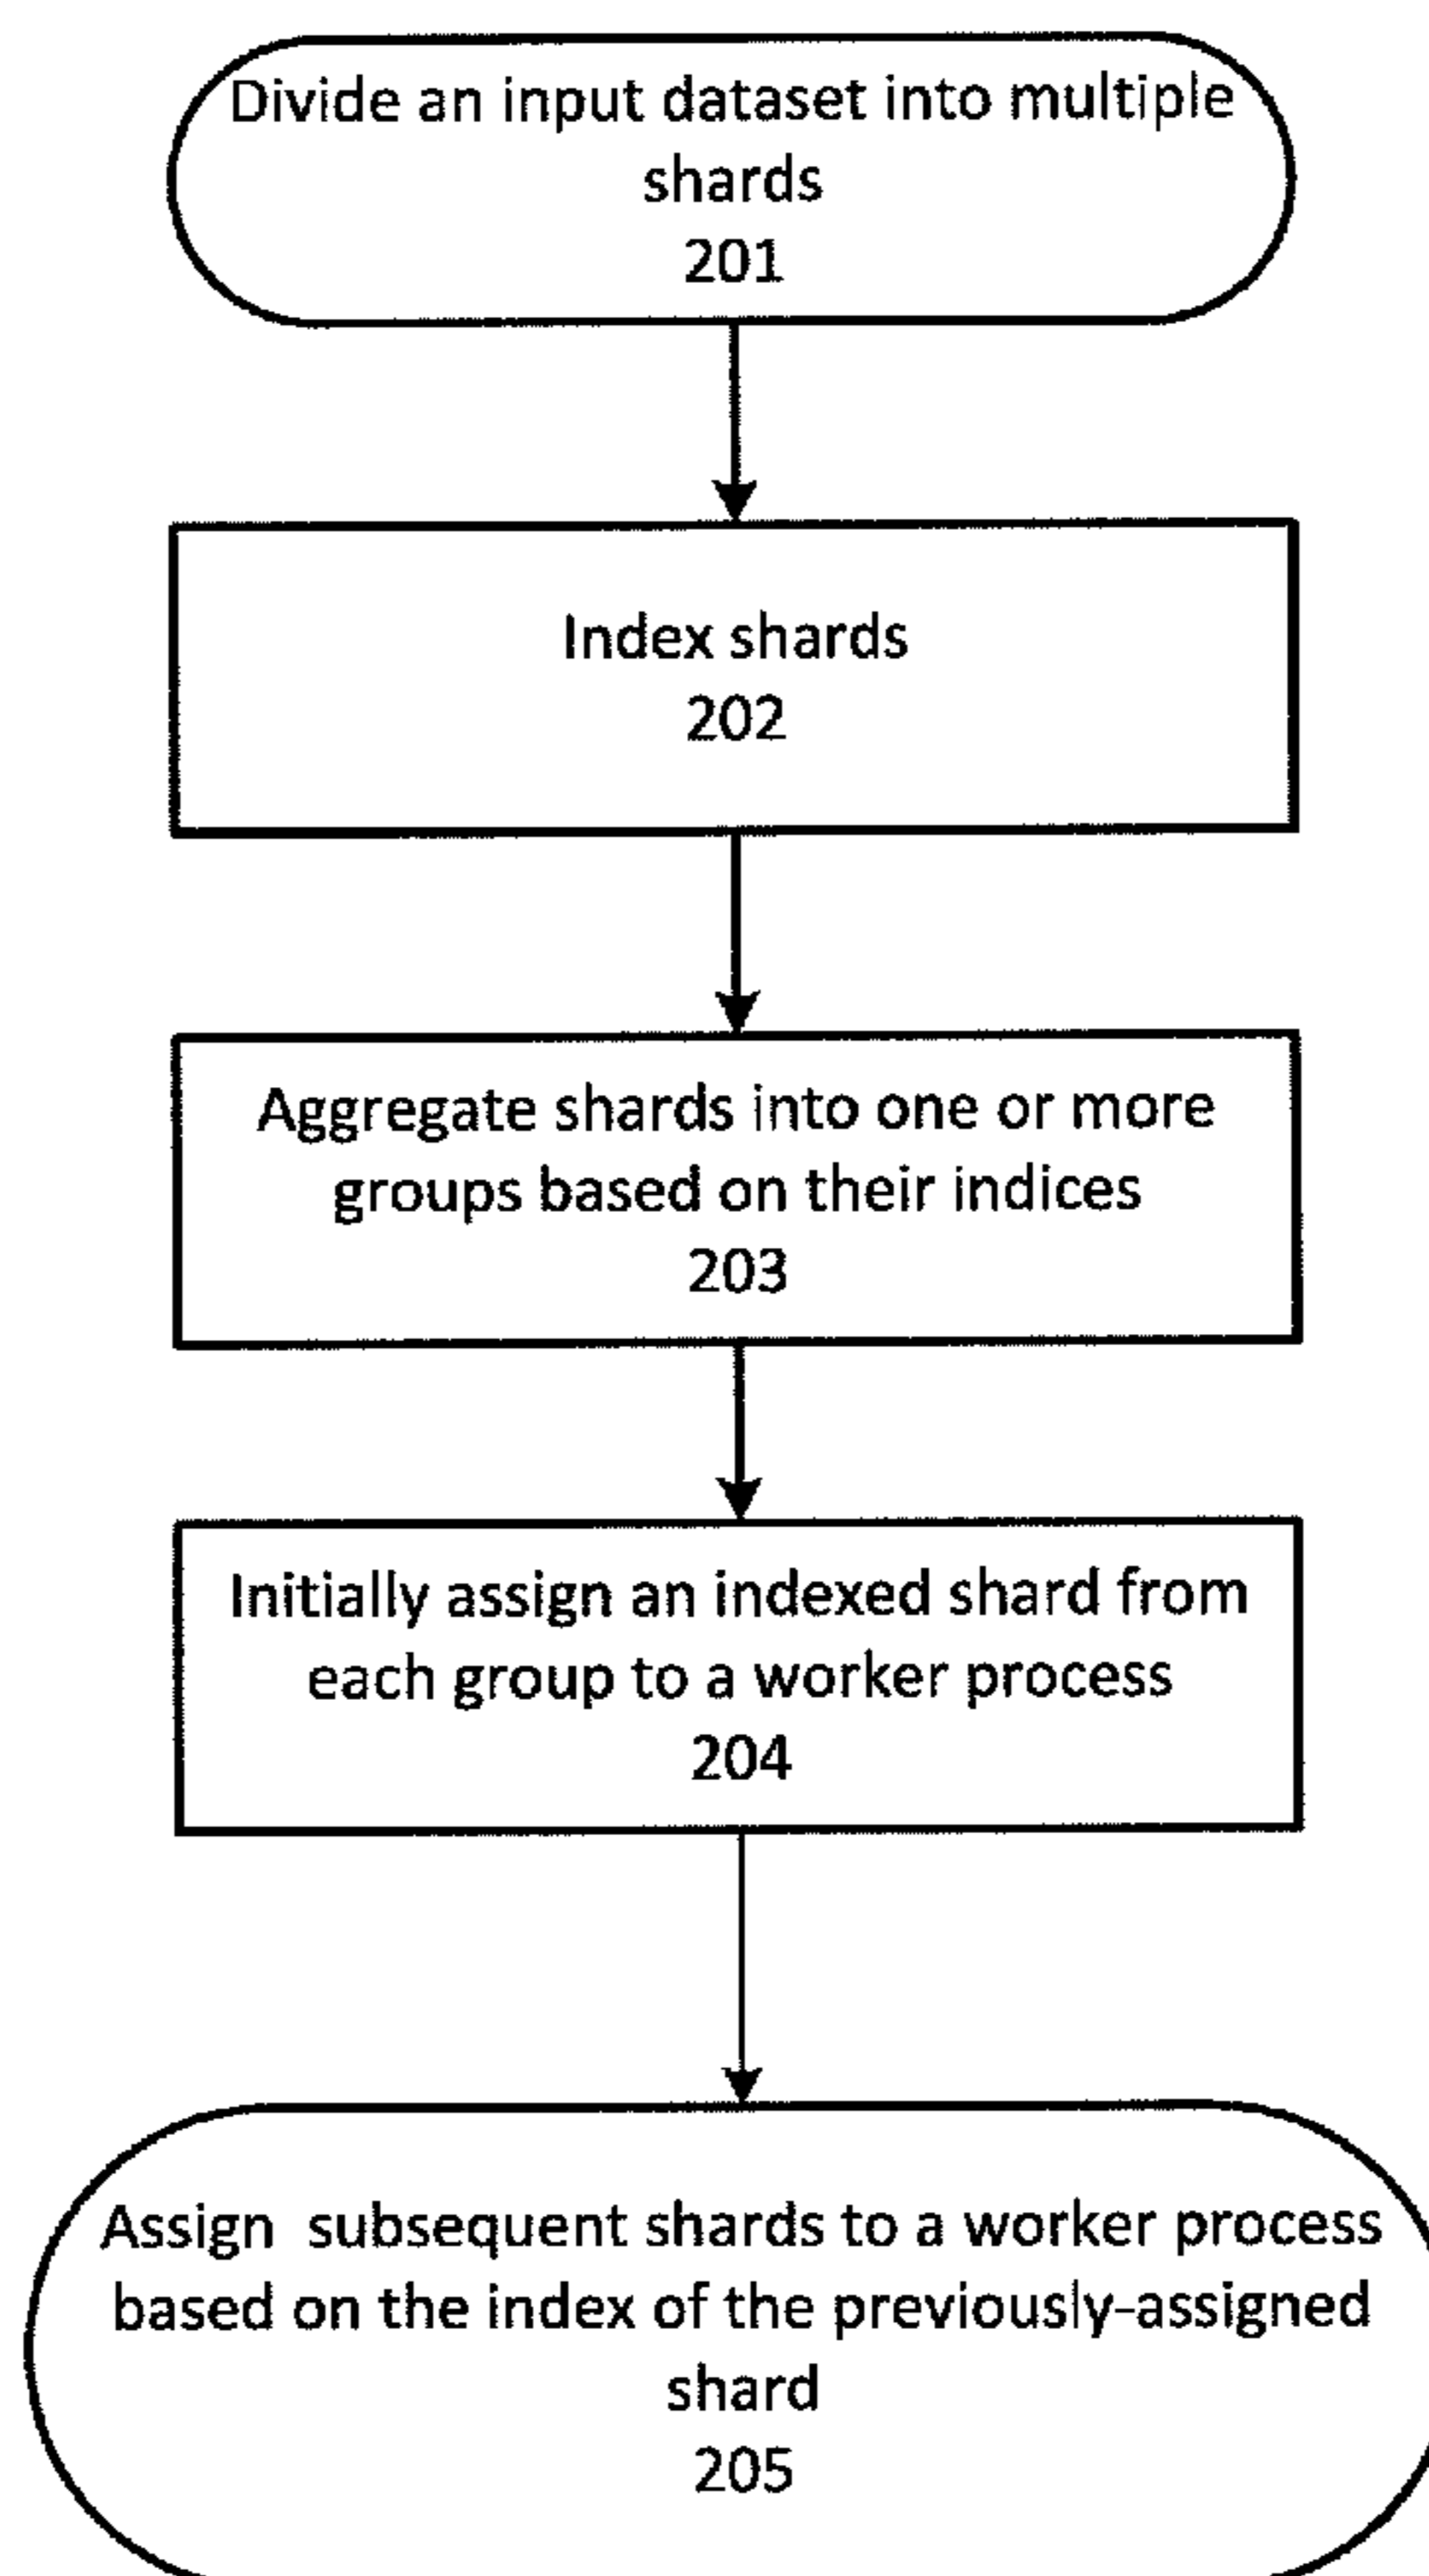 Divide an input dataset into multiple
shards
201
Index shards
202
Aggregate shards into one or more
groups based on their indices
203
Initially assign an indexed shard from
each group to a worker process
204
Assign subsequent shards to a worker process
based on the index of the previously-assigned
shard
205